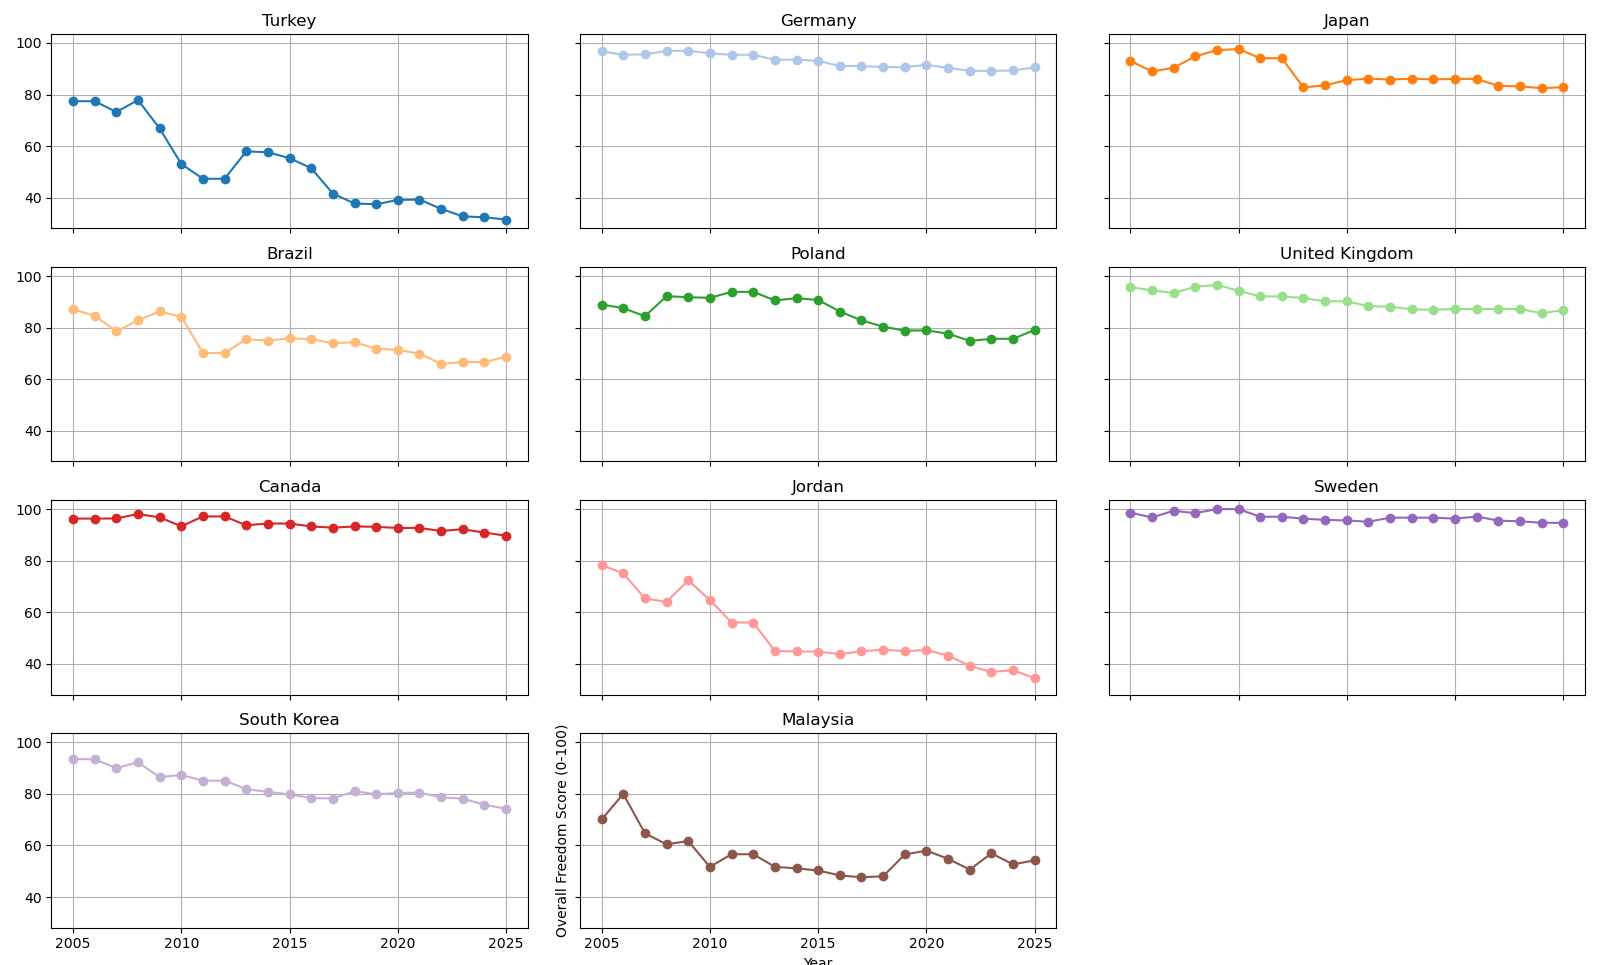 Turkey
Germany
Japan
100
80
60
40
Brazil
Poland
United Kingdom
100
80
60
40
Canada
Jordan
Sweden
100
80
60
40
South Korea
Malaysia
100
80
60
40
Overall Freedom Score (0-100)
2005 2010 2015 2020 2025
2005 2010 2015 2020 2025
Year